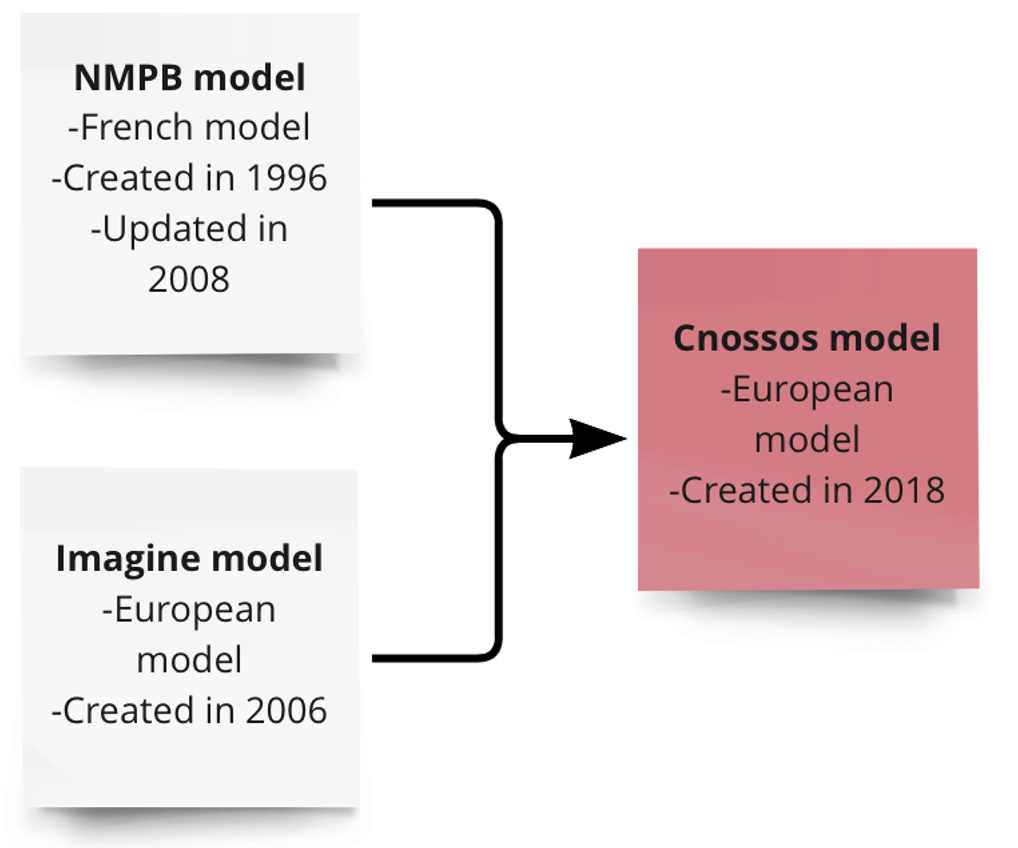 NMPB model
-French model
-Created in 1996
-Updated in
2008
Imagine model
-European
model
-Created in 2006
Cnossos model
-European
model
-Created in 2018